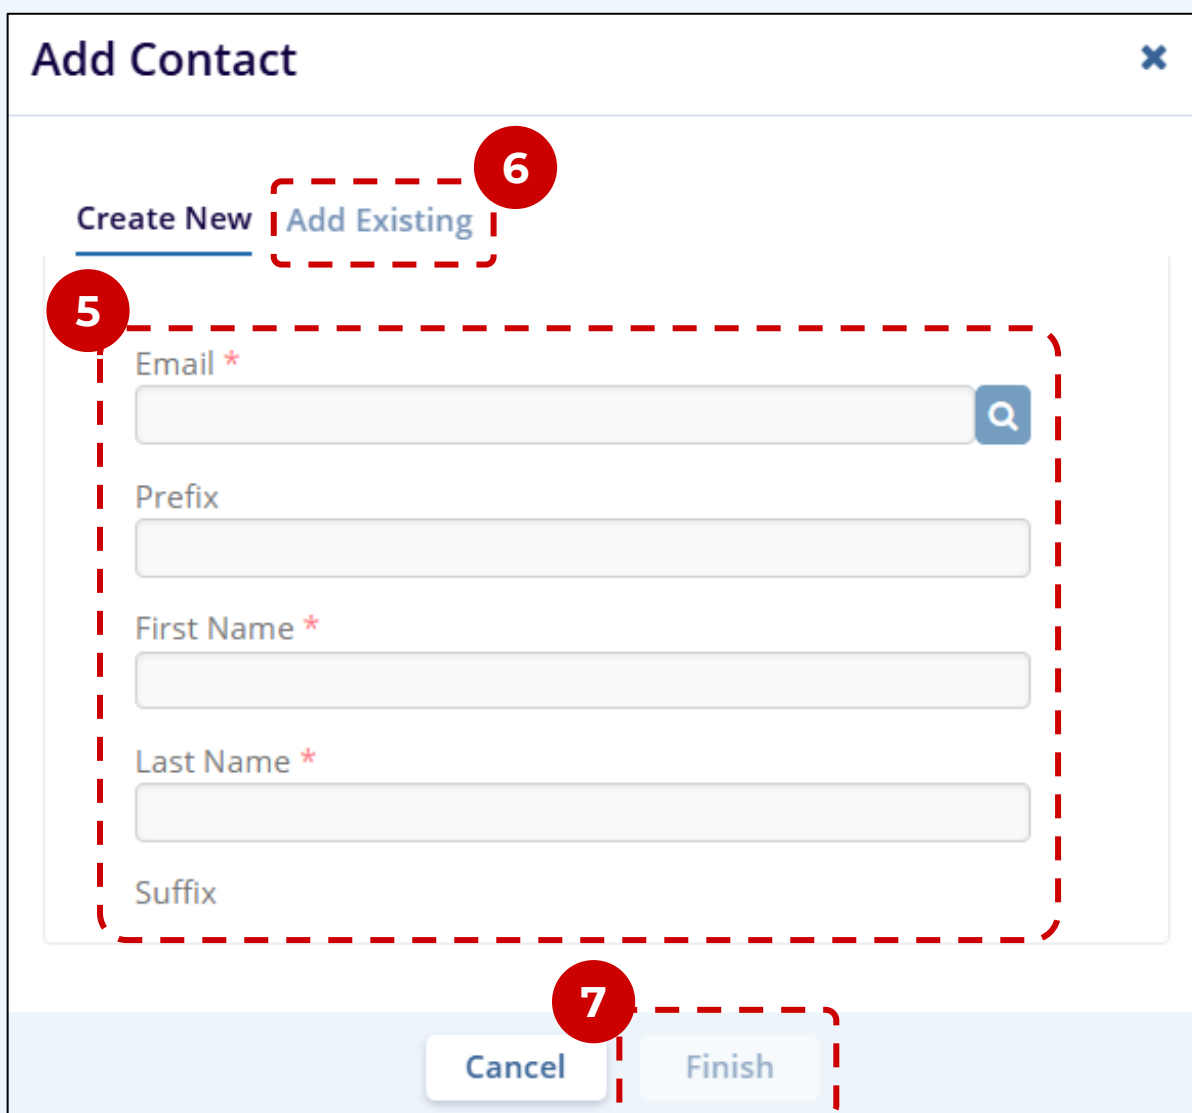 Add Contact
6
Create New Add Existing
5
Email *
Prefix
First Name *
Last Name *
Suffix
7
Cancel Finish